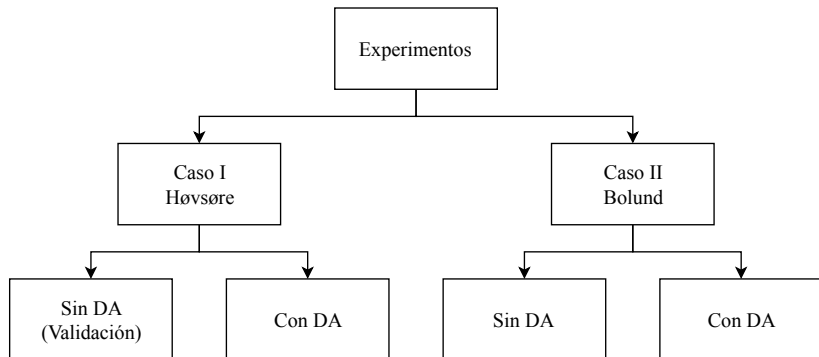 Experimentos
Caso I
Høvsøre
Caso II
Bolund
Sin DA
(Validación)
Con DA
Sin DA
Con DA